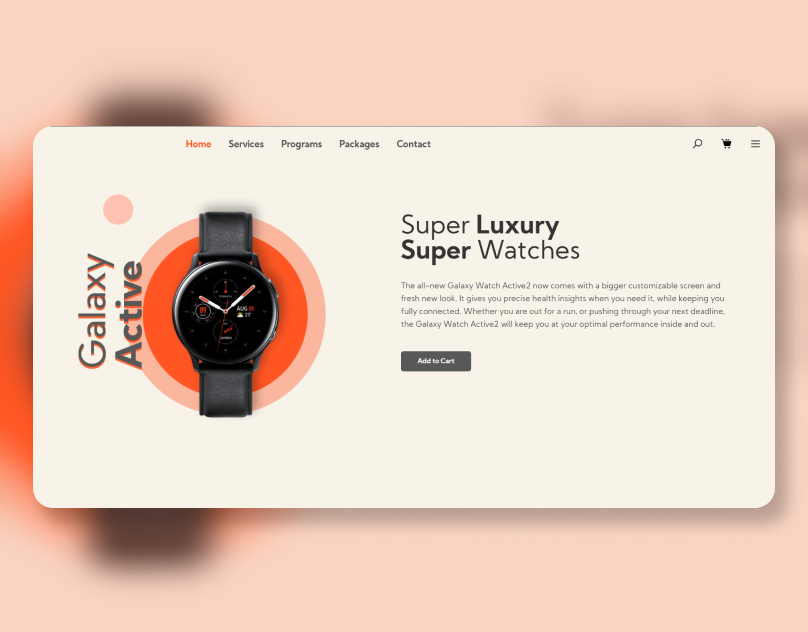 Home Services Programs Packages Contact
Galaxy
Active
AUG 05
89
23°
London
Super Luxury
Super Watches
The all-new Galaxy Watch Active2 now comes with a bigger customizable screen and
fresh new look. It gives you precise health insights when you need it, while keeping you
fully connected. Whether you are out for a run, or pushing through your next deadline,
the Galaxy Watch Active2 will keep you at your optimal performance inside and out.
Add to Cart